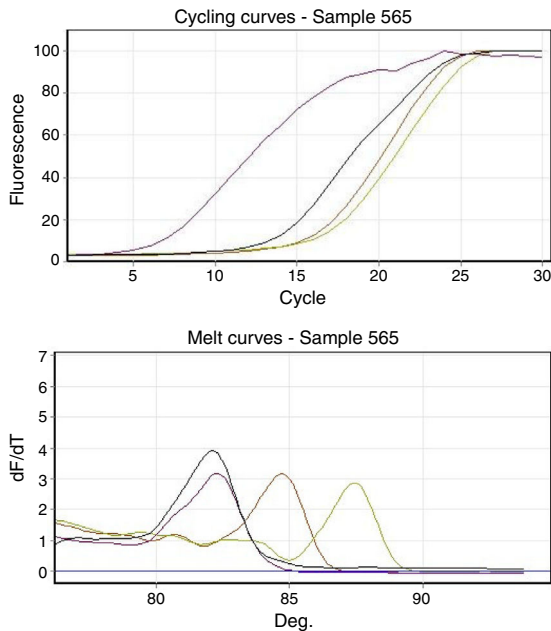 Cycling curves - Sample 565
100
80
60
40
20
0
Fluorescence
5 10 15 20 25 30
Cycle
Melt curves - Sample 565
7
6
5
4
3
2
1
0
dF/dT
80 85 90
Deg.